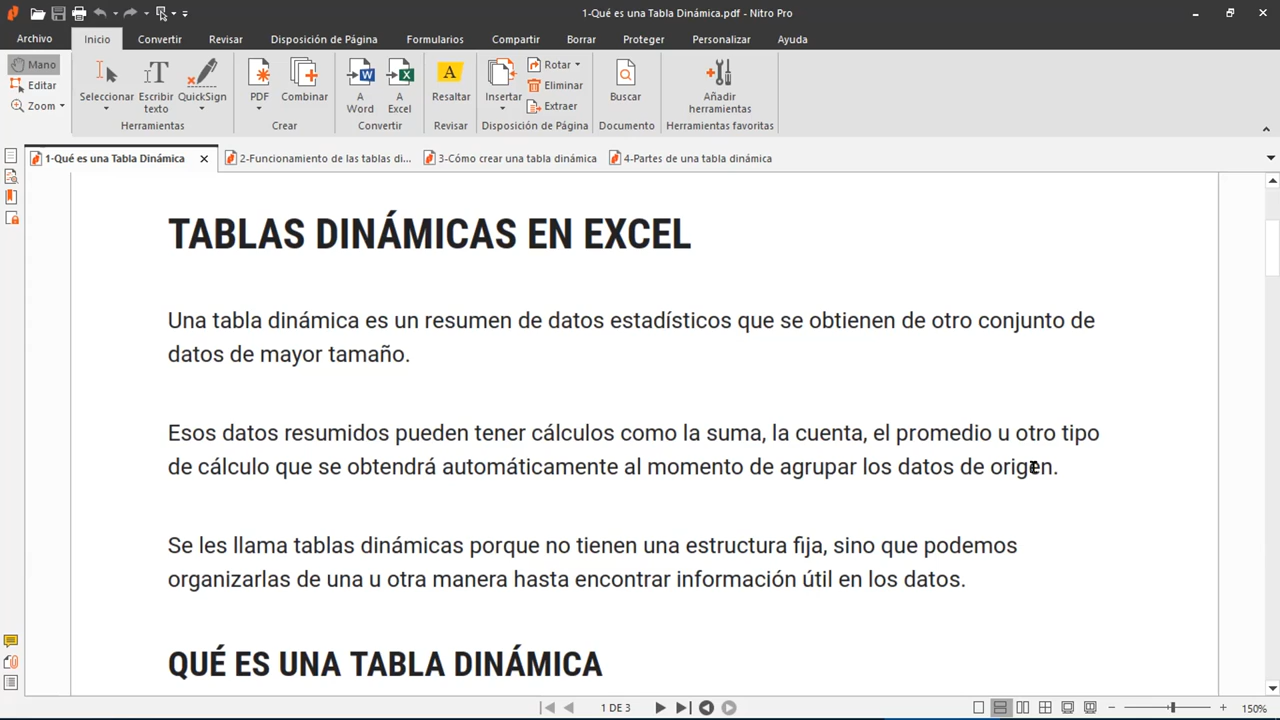 1-Qué es una Tabla Dinámica.pdf - Nitro Pro
Archivo Inicio Convertir Revisar Disposición de Página Formularios Compartir Borrar Proteger Personalizar Ayuda
Mano
Editar
Zoom
Seleccionar
Escribir texto
QuickSign
Herramientas
PDF
Combinar
Crear
A Word
A Excel
Convertir
A
Resaltar
Revisar
Insertar
Rotar
Eliminar
Extraer
Disposición de Página
Buscar
Documento
Añadir herramientas
Herramientas favoritas
1-Qué es una Tabla Dinámica 2-Funcionamiento de las tablas di... 3-Cómo crear una tabla dinámica 4-Partes de una tabla dinámica
TABLAS DINÁMICAS EN EXCEL
Una tabla dinámica es un resumen de datos estadísticos que se obtienen de otro conjunto de
datos de mayor tamaño.
Esos datos resumidos pueden tener cálculos como la suma, la cuenta, el promedio u otro tipo
de cálculo que se obtendrá automáticamente al momento de agrupar los datos de origen.
Se les llama tablas dinámicas porque no tienen una estructura fija, sino que podemos
organizarlas de una u otra manera hasta encontrar información útil en los datos.
QUÉ ES UNA TABLA DINÁMICA
1 DE 3
150%